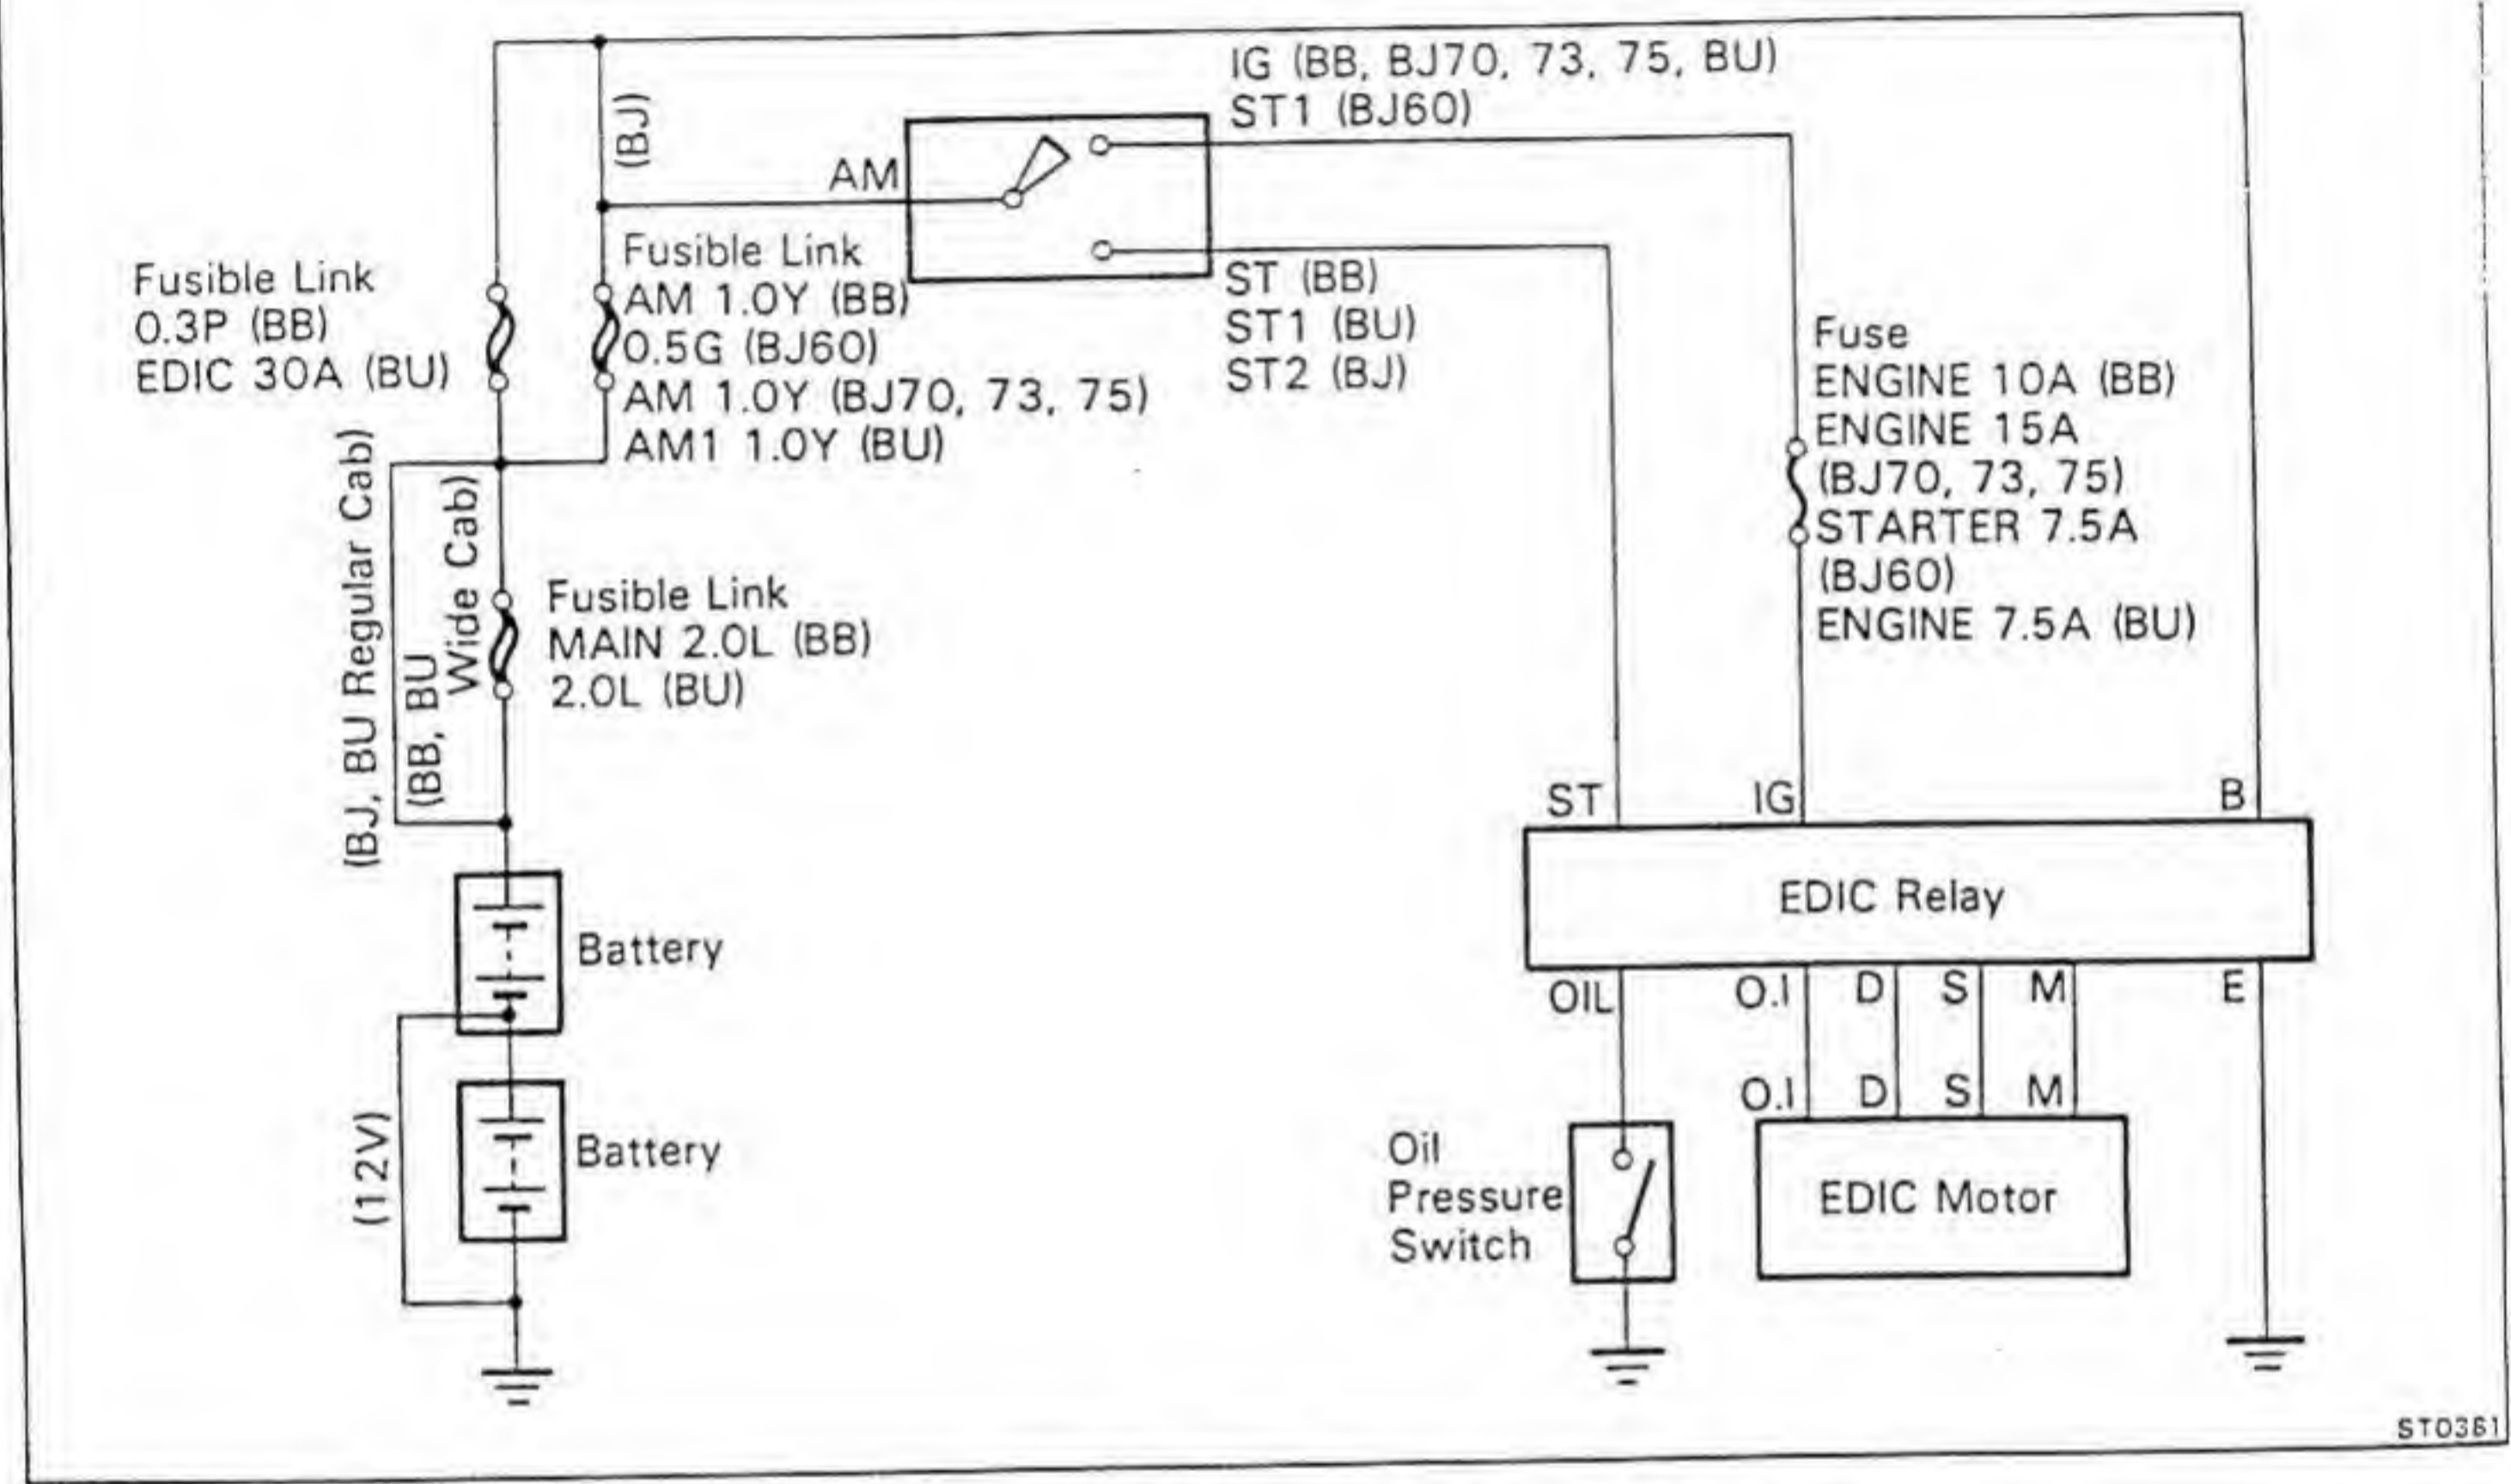 (BJ)
IG (BB, BJ70, 73, 75, BU)
ST1 (BJ60)
AM
Fusible Link
0.3P (BB)
EDIC 30A (BU)
Fusible Link
AM 1.0Y (BB)
0.5G (BJ60)
AM 1.0Y (BJ70, 73, 75)
AM1 1.0Y (BU)
ST (BB)
ST1 (BU)
ST2 (BJ)
Fuse
ENGINE 10A (BB)
ENGINE 15A
(BJ70, 73, 75)
STARTER 7.5A
(BJ60)
ENGINE 7.5A (BU)
(BJ, BU Regular Cab)
(BB, BU
Wide Cab)
Fusible Link
MAIN 2.0L (BB)
2.0L (BU)
ST
IG
B
EDIC Relay
Battery
OIL
O.I
D
S
M
E
(12V)
Battery
O.I
D
S
M
Oil
Pressure
Switch
EDIC Motor
ST0361